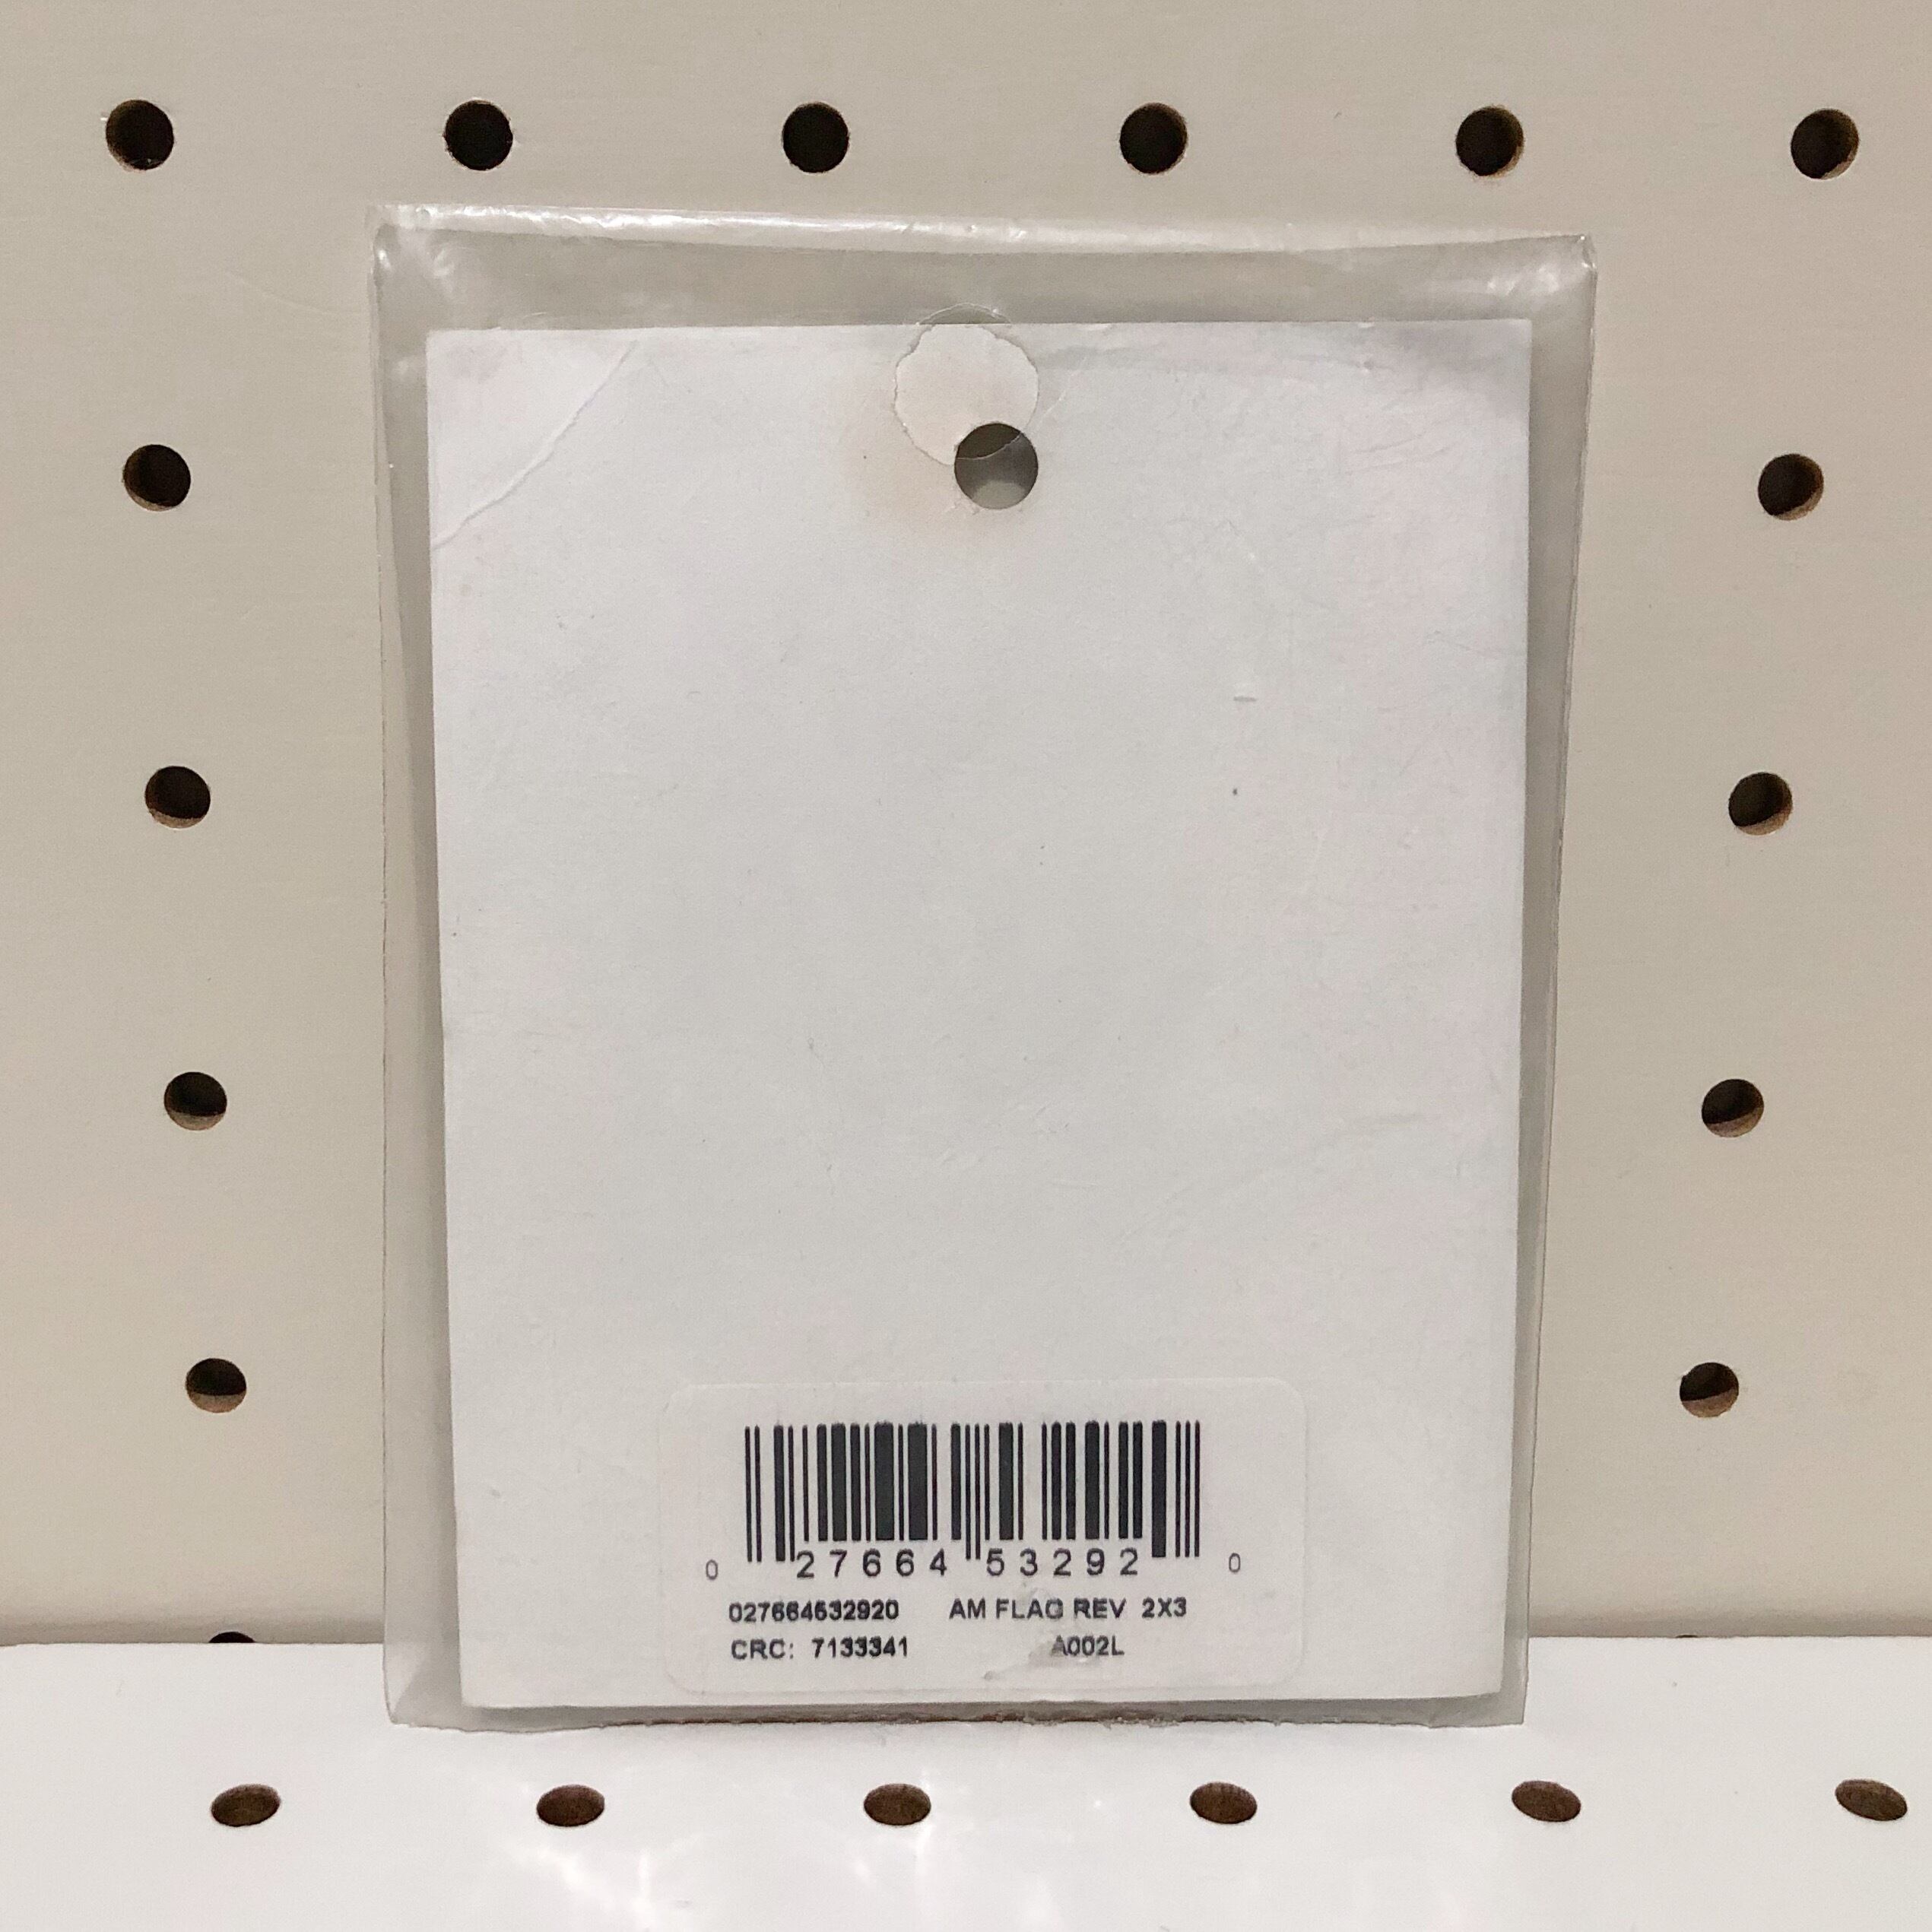 0 27664 53292 0
027664532920 AM FLAG REV 2X3
CRC: 7133341 A002L